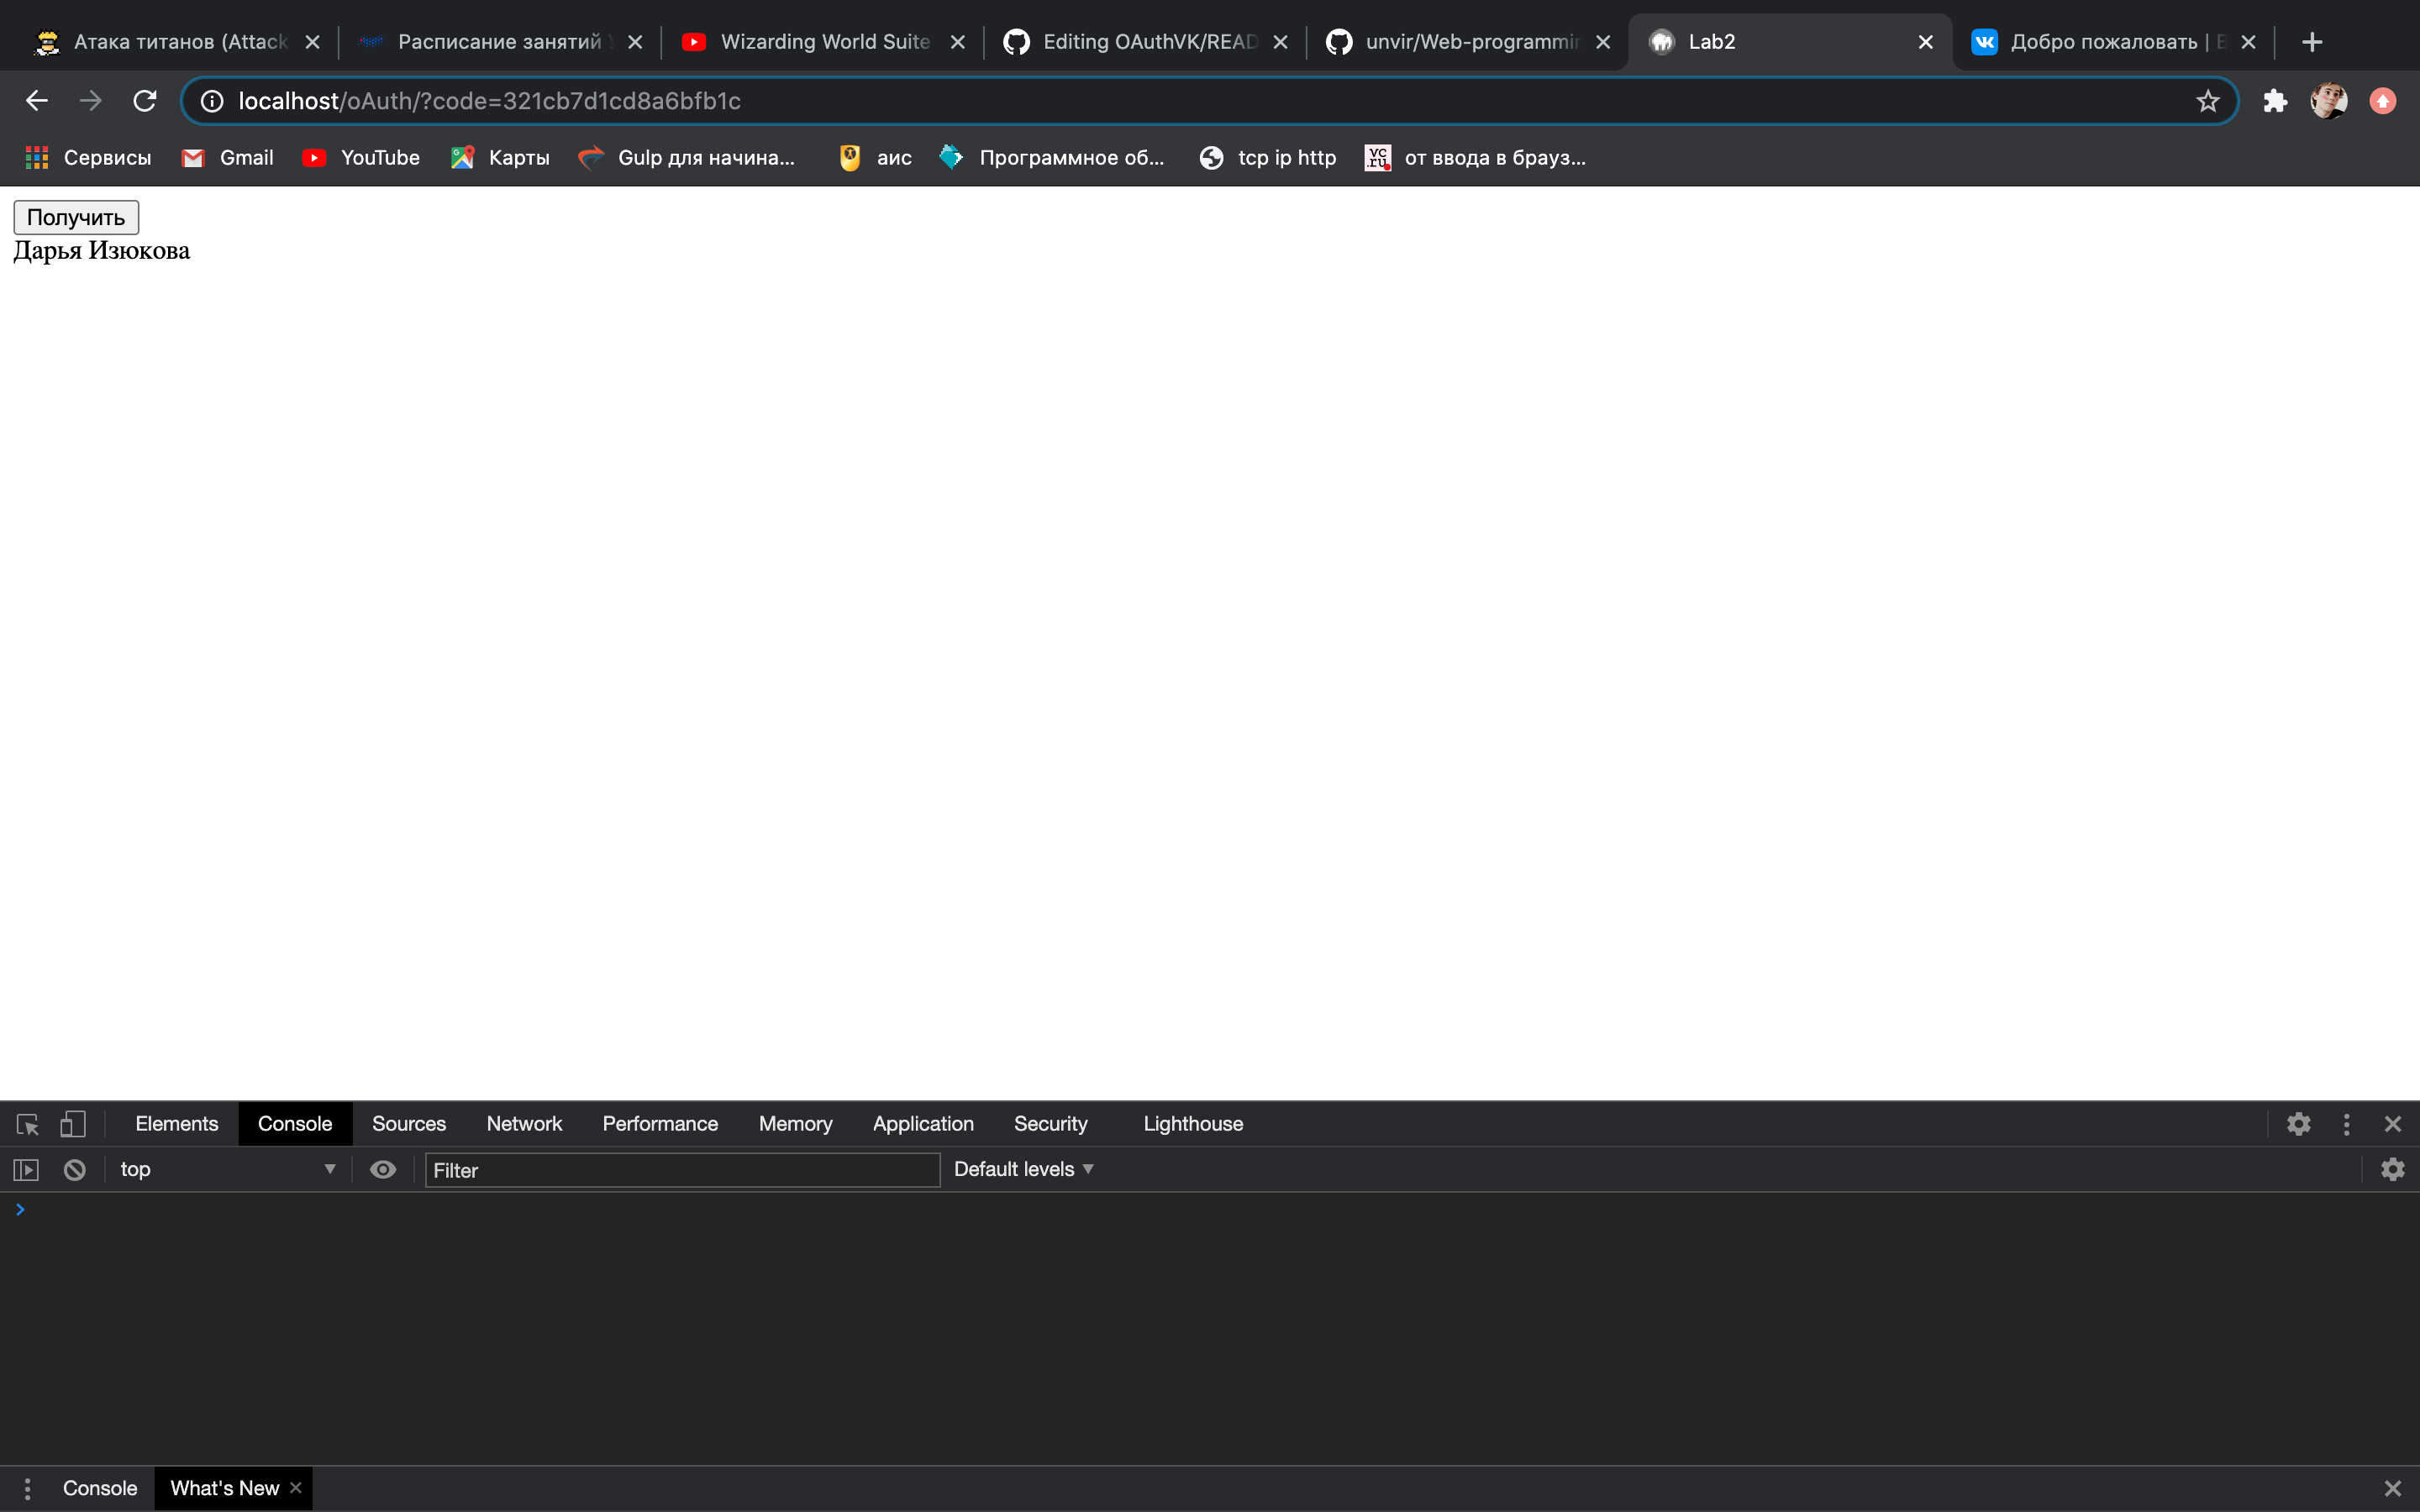 Атака титанов (Attack
Расписание занятий
Wizarding World Suite
Editing OAuthVK/READ
unvir/Web-programmin
Lab2
Добро пожаловать | В
localhost/oAuth/?code=321cb7d1cd8a6bfb1c
Сервисы
Gmail
YouTube
Карты
Gulp для начина...
аис
Программное об...
tcp ip http
от ввода в брауз...
Получить
Дарья Изюкова
Elements Console Sources Network Performance Memory Application Security Lighthouse
top
Filter
Default levels
Console
What's New